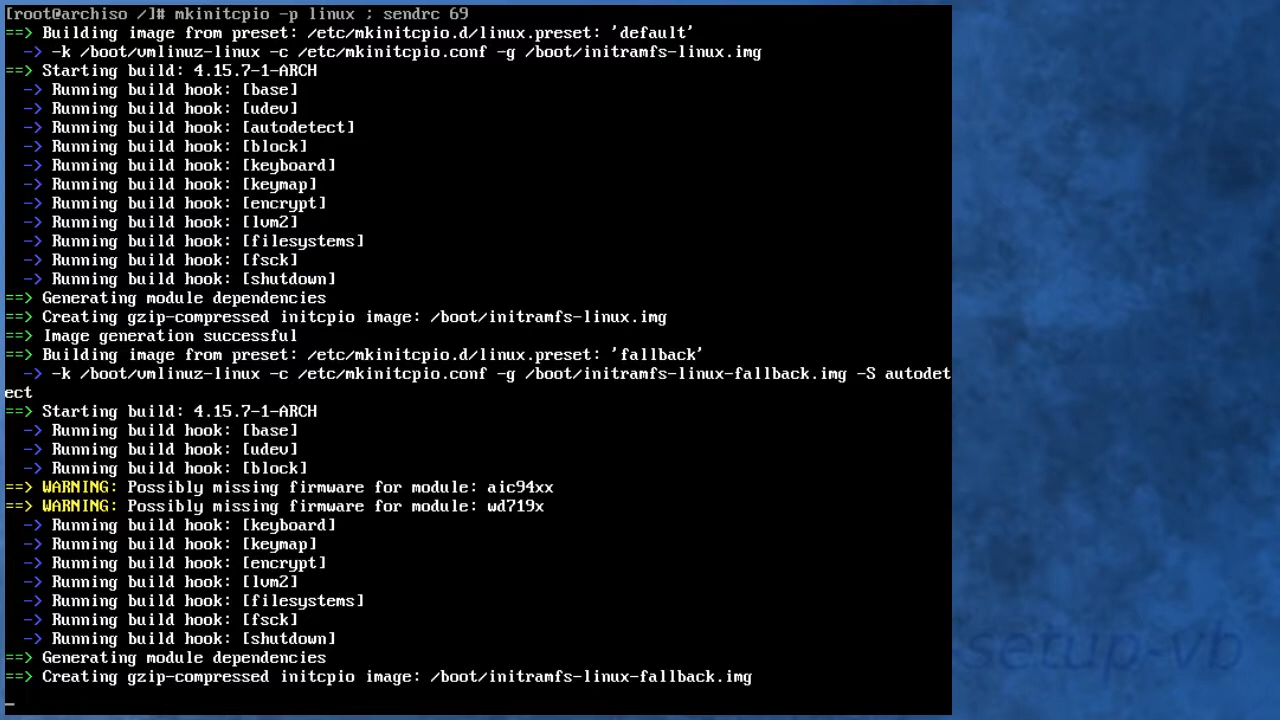 [root@archiso /]# mkinitcpio -p linux ; sendrc 69
==> Building image from preset: /etc/mkinitcpio.d/linux.preset: 'default'
  -> -k /boot/vmlinuz-linux -c /etc/mkinitcpio.conf -g /boot/initramfs-linux.img
==> Starting build: 4.15.7-1-ARCH
  -> Running build hook: [base]
  -> Running build hook: [udev]
  -> Running build hook: [autodetect]
  -> Running build hook: [block]
  -> Running build hook: [keyboard]
  -> Running build hook: [keymap]
  -> Running build hook: [encrypt]
  -> Running build hook: [lvm2]
  -> Running build hook: [filesystems]
  -> Running build hook: [fsck]
  -> Running build hook: [shutdown]
==> Generating module dependencies
==> Creating gzip-compressed initcpio image: /boot/initramfs-linux.img
==> Image generation successful
==> Building image from preset: /etc/mkinitcpio.d/linux.preset: 'fallback'
  -> -k /boot/vmlinuz-linux -c /etc/mkinitcpio.conf -g /boot/initramfs-linux-fallback.img -S autodet
ect
==> Starting build: 4.15.7-1-ARCH
  -> Running build hook: [base]
  -> Running build hook: [udev]
  -> Running build hook: [block]
==> WARNING: Possibly missing firmware for module: aic94xx
==> WARNING: Possibly missing firmware for module: wd719x
  -> Running build hook: [keyboard]
  -> Running build hook: [keymap]
  -> Running build hook: [encrypt]
  -> Running build hook: [lvm2]
  -> Running build hook: [filesystems]
  -> Running build hook: [fsck]
  -> Running build hook: [shutdown]
==> Generating module dependencies
==> Creating gzip-compressed initcpio image: /boot/initramfs-linux-fallback.img
_
setup-vb